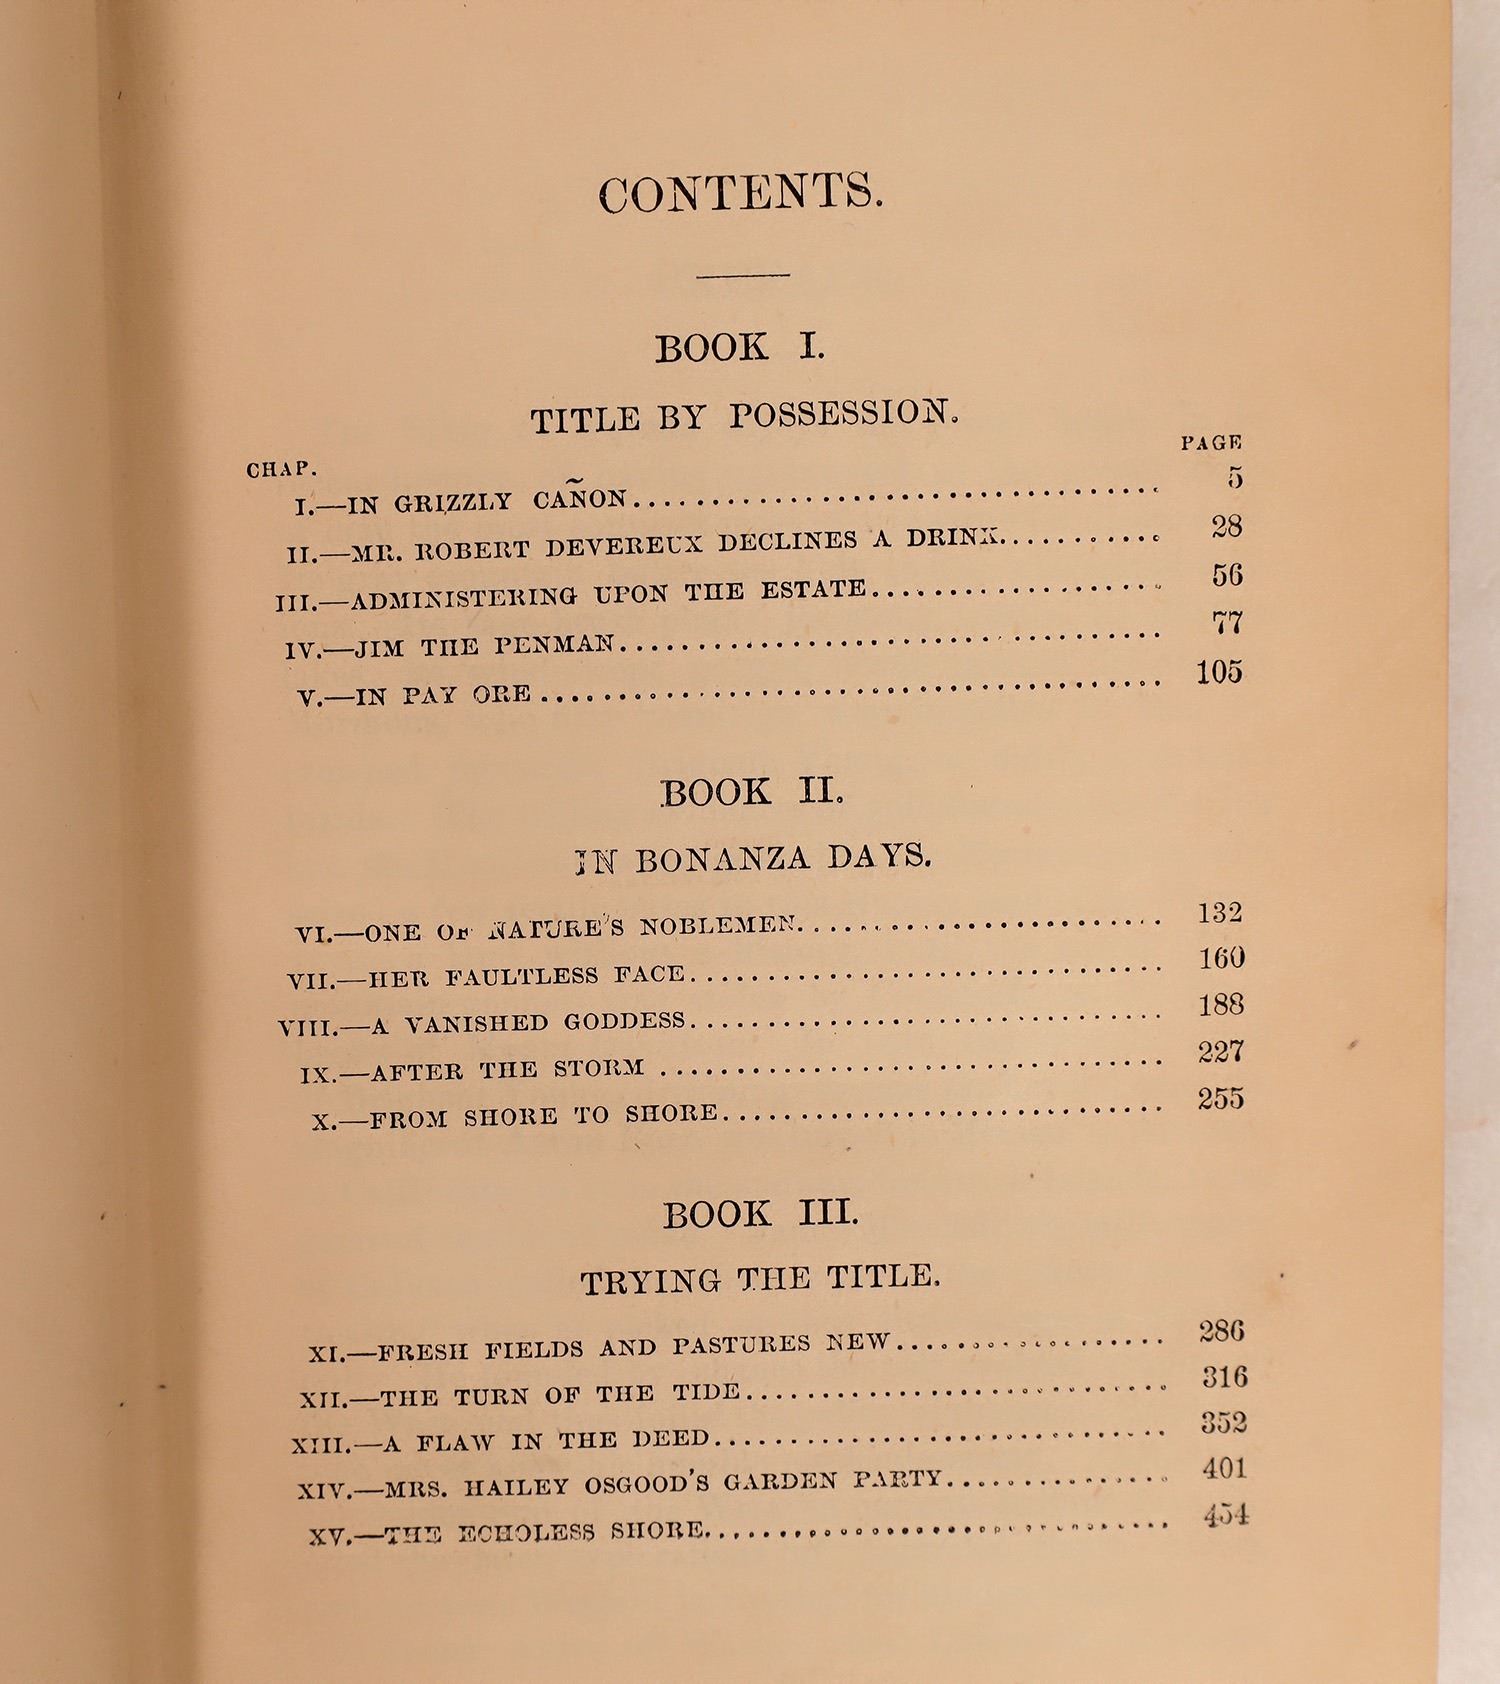 CONTENTS.
BOOK I.
TITLE BY POSSESSION.
CHAP. PAGE
I.—IN GRIZZLY CAÑON........................................ 5
II.—MR. ROBERT DEVEREUX DECLINES A DRINK........... 28
III.—ADMINISTERING UPON THE ESTATE................... 56
IV.—JIM THE PENMAN................................... 77
V.—IN PAY ORE........................................ 105
BOOK II.
IN BONANZA DAYS.
VI.—ONE OF NATURE'S NOBLEMEN........................ 132
VII.—HER FAULTLESS FACE.............................. 160
VIII.—A VANISHED GODDESS.............................. 188
IX.—AFTER THE STORM ................................ 227
X.—FROM SHORE TO SHORE............................. 255
BOOK III.
TRYING THE TITLE.
XI.—FRESH FIELDS AND PASTURES NEW.................. 286
XII.—THE TURN OF THE TIDE........................... 316
XIII.—A FLAW IN THE DEED............................. 352
XIV.—MRS. HAILEY OSGOOD'S GARDEN PARTY............... 401
XV.—THE ECHOLESS SHORE.............................. 454